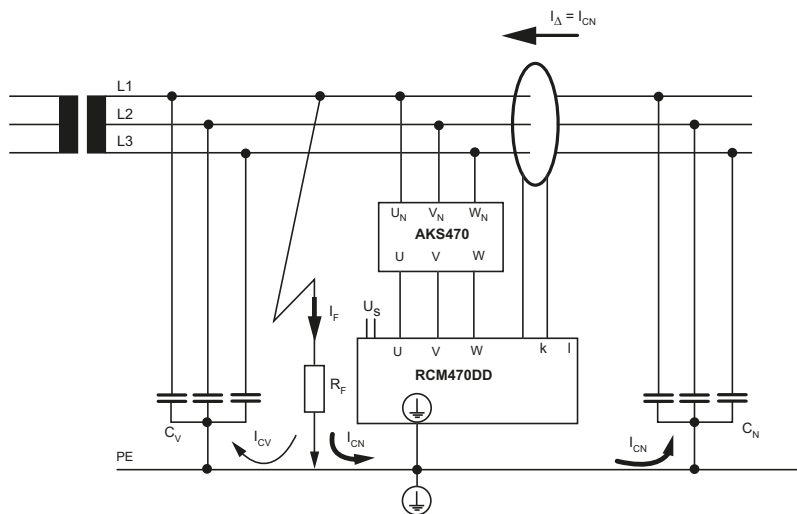 I_Δ = I_CN
L1
L2
L3
U_N V_N W_N
AKS470
U V W
I_F
U_S
U V W k l
RCM470DD
R_F
C_V
I_CV
I_CN
I_CN
C_N
PE